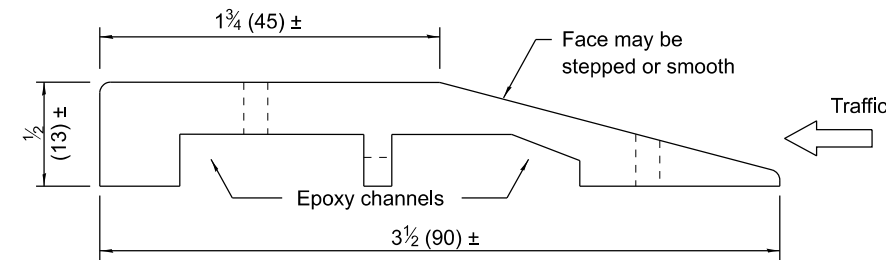 1¾ (45) ±
Face may be
stepped or smooth
Traffic
½
(13) ±
Epoxy channels
3½ (90) ±